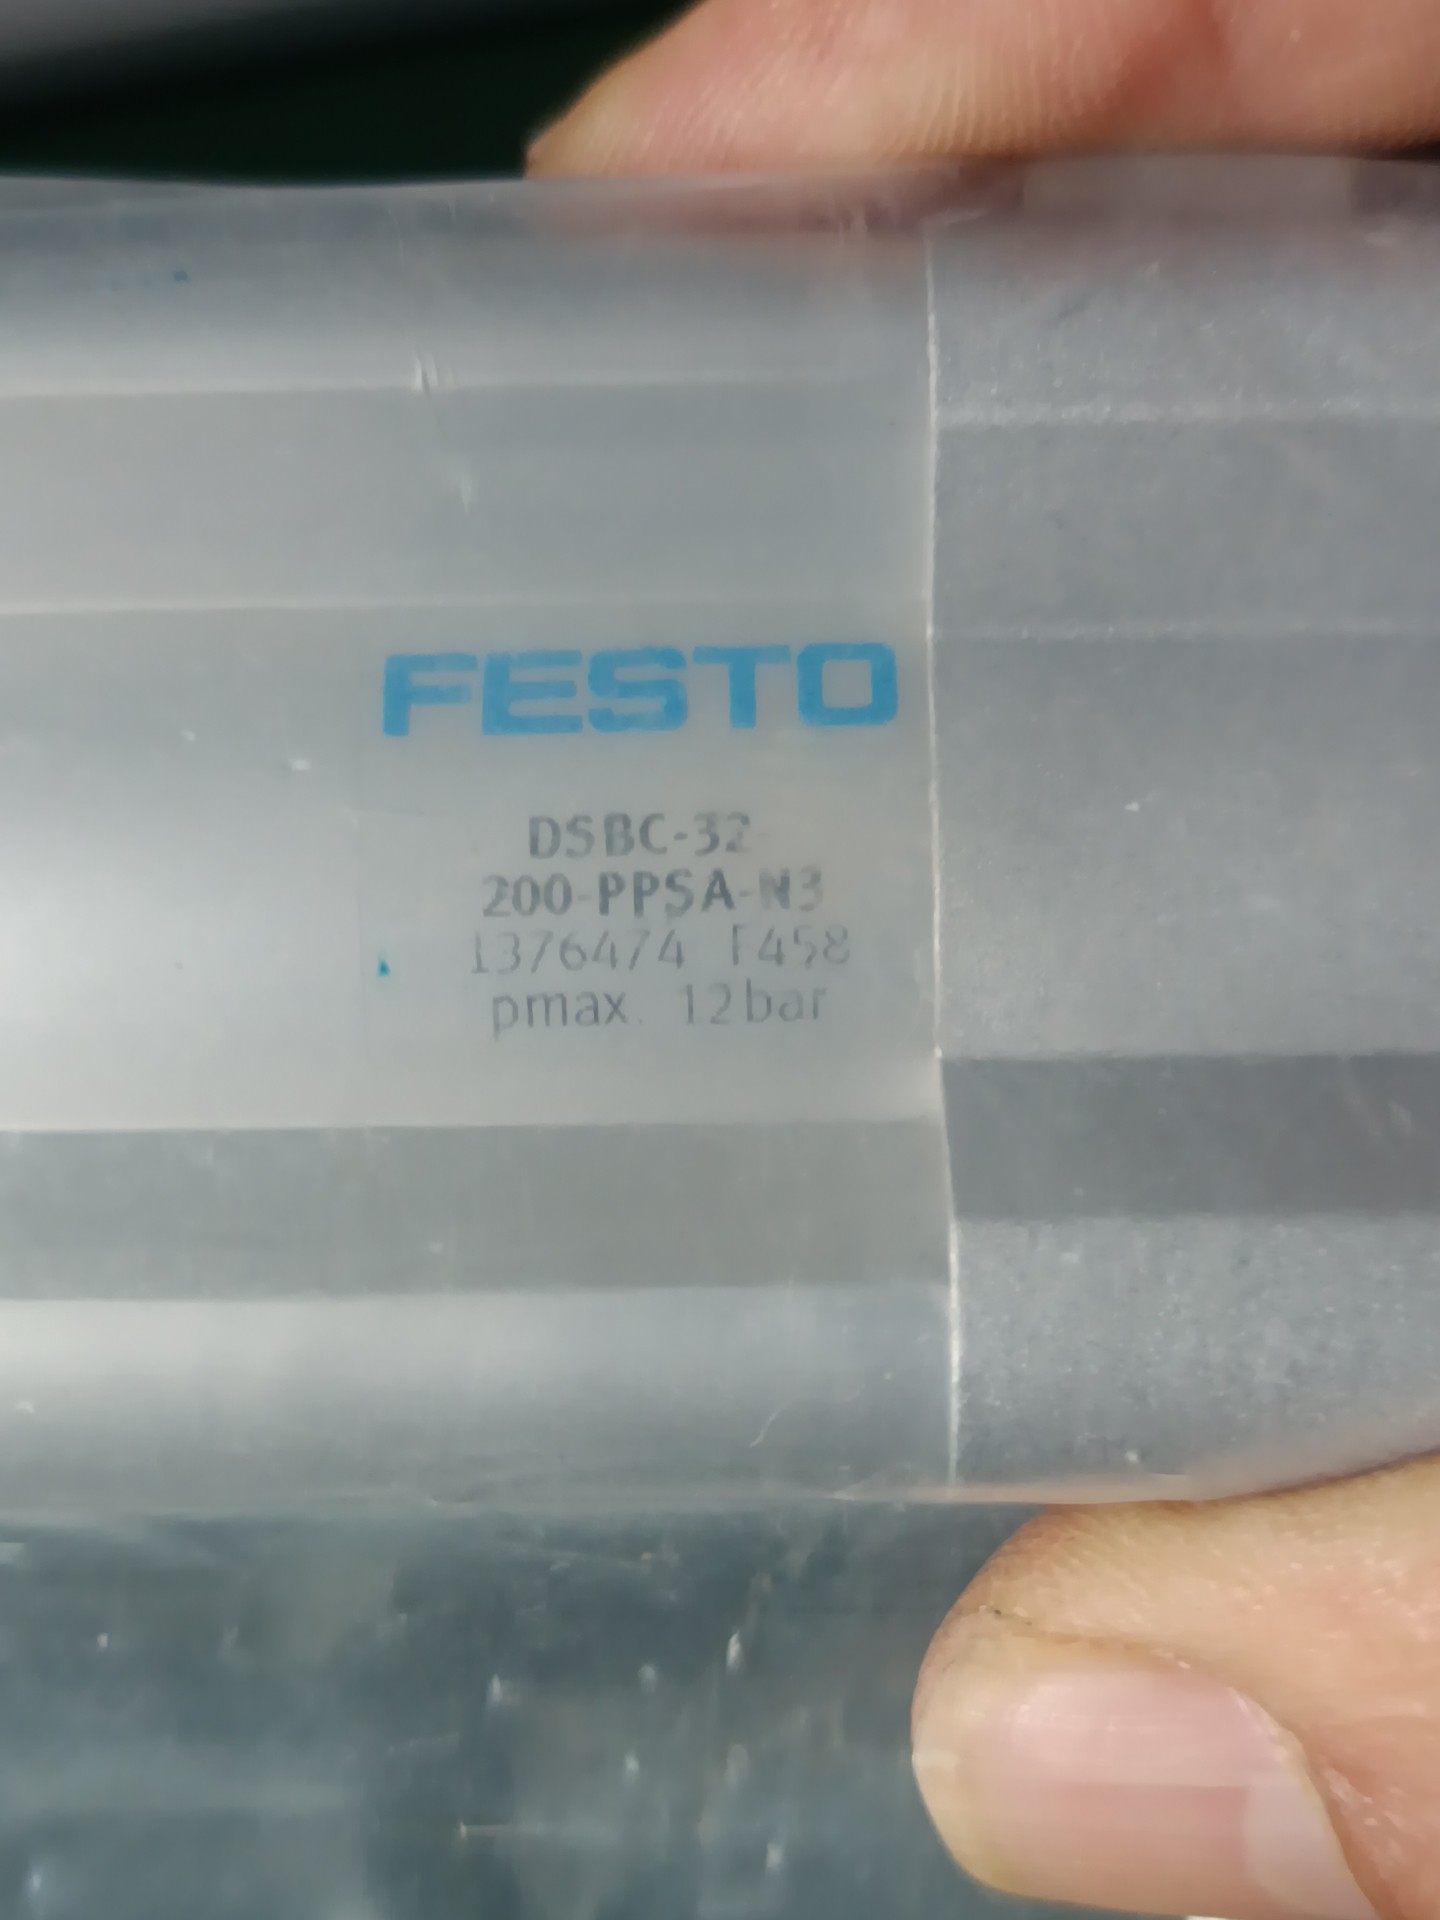 FESTO
DSBC-32-
200-PPSA-N3
1376474 F458
pmax. 12bar